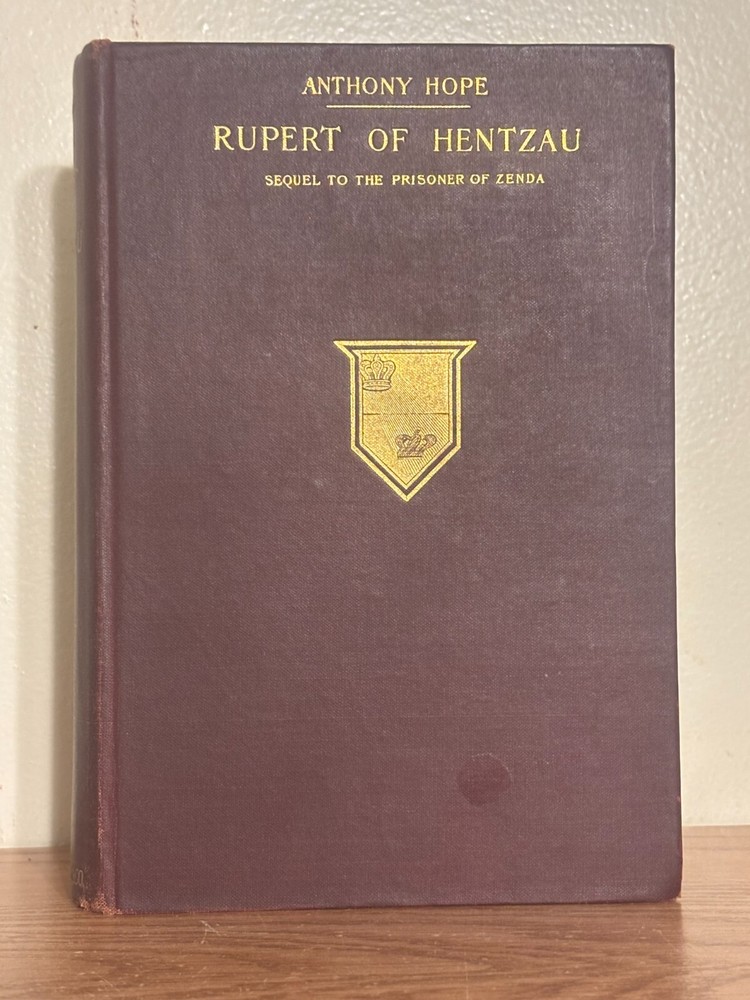 ANTHONY HOPE
RUPERT OF HENTZAU
SEQUEL TO THE PRISONER OF ZENDA